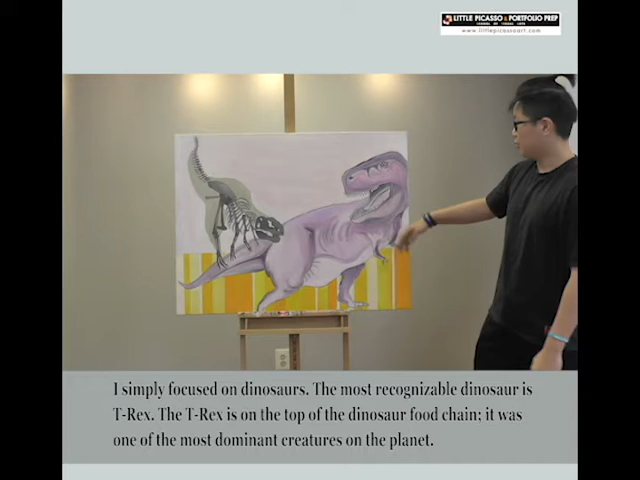 LITTLE PICASSO & PORTFOLIO PREP
www.littlepicassoart.com
I simply focused on dinosaurs. The most recognizable dinosaur is
T-Rex. The T-Rex is on the top of the dinosaur food chain; it was
one of the most dominant creatures on the planet.